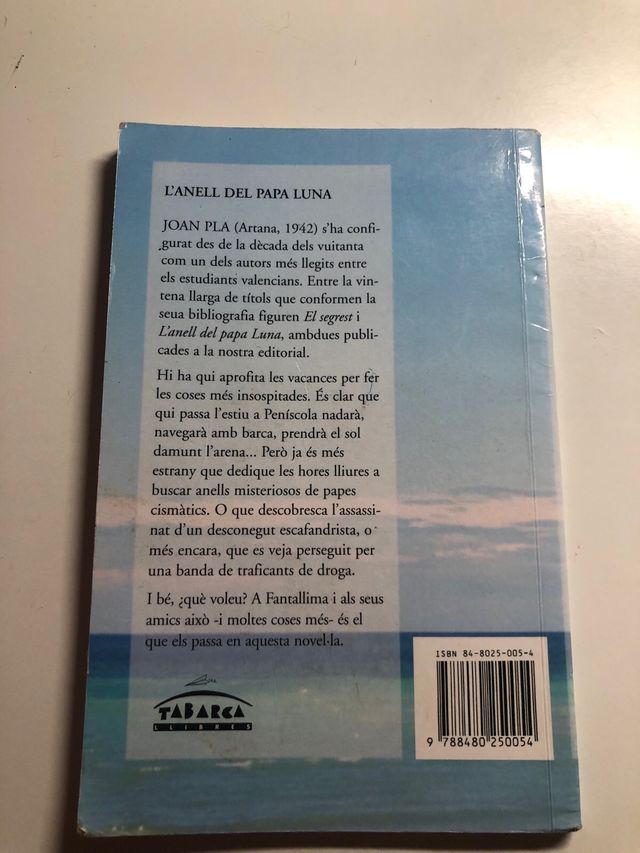 L'ANELL DEL PAPA LUNA
JOAN PLA (Artana, 1942) s'ha confi-
gurat des de la dècada dels vuitanta
com un dels autors més llegits entre
els estudiants valencians. Entre la vin-
tena llarga de títols que conformen la
seua bibliografia figuren El segrest i
L'anell del papa Luna, ambdues publi-
cades a la nostra editorial.
Hi ha qui aprofita les vacances per fer
les coses més insospitades. És clar que
qui passa l'estiu a Peníscola nadarà,
navegarà amb barca, prendrà el sol
damunt l'arena... Però ja és més
estrany que dedique les hores lliures a
buscar anells misteriosos de papes
cismàtics. O que descobresca l'assassi-
nat d'un desconegut escafandrista, o
més encara, que es veja perseguit per
una banda de traficants de droga.
I bé, ¿què voleu? A Fantallima i als seus
amics això -i moltes coses més- és el
que els passa en aquesta novel·la.
TABARCA
LLIBRES
ISBN 84-8025-005-4
9 788480 250054